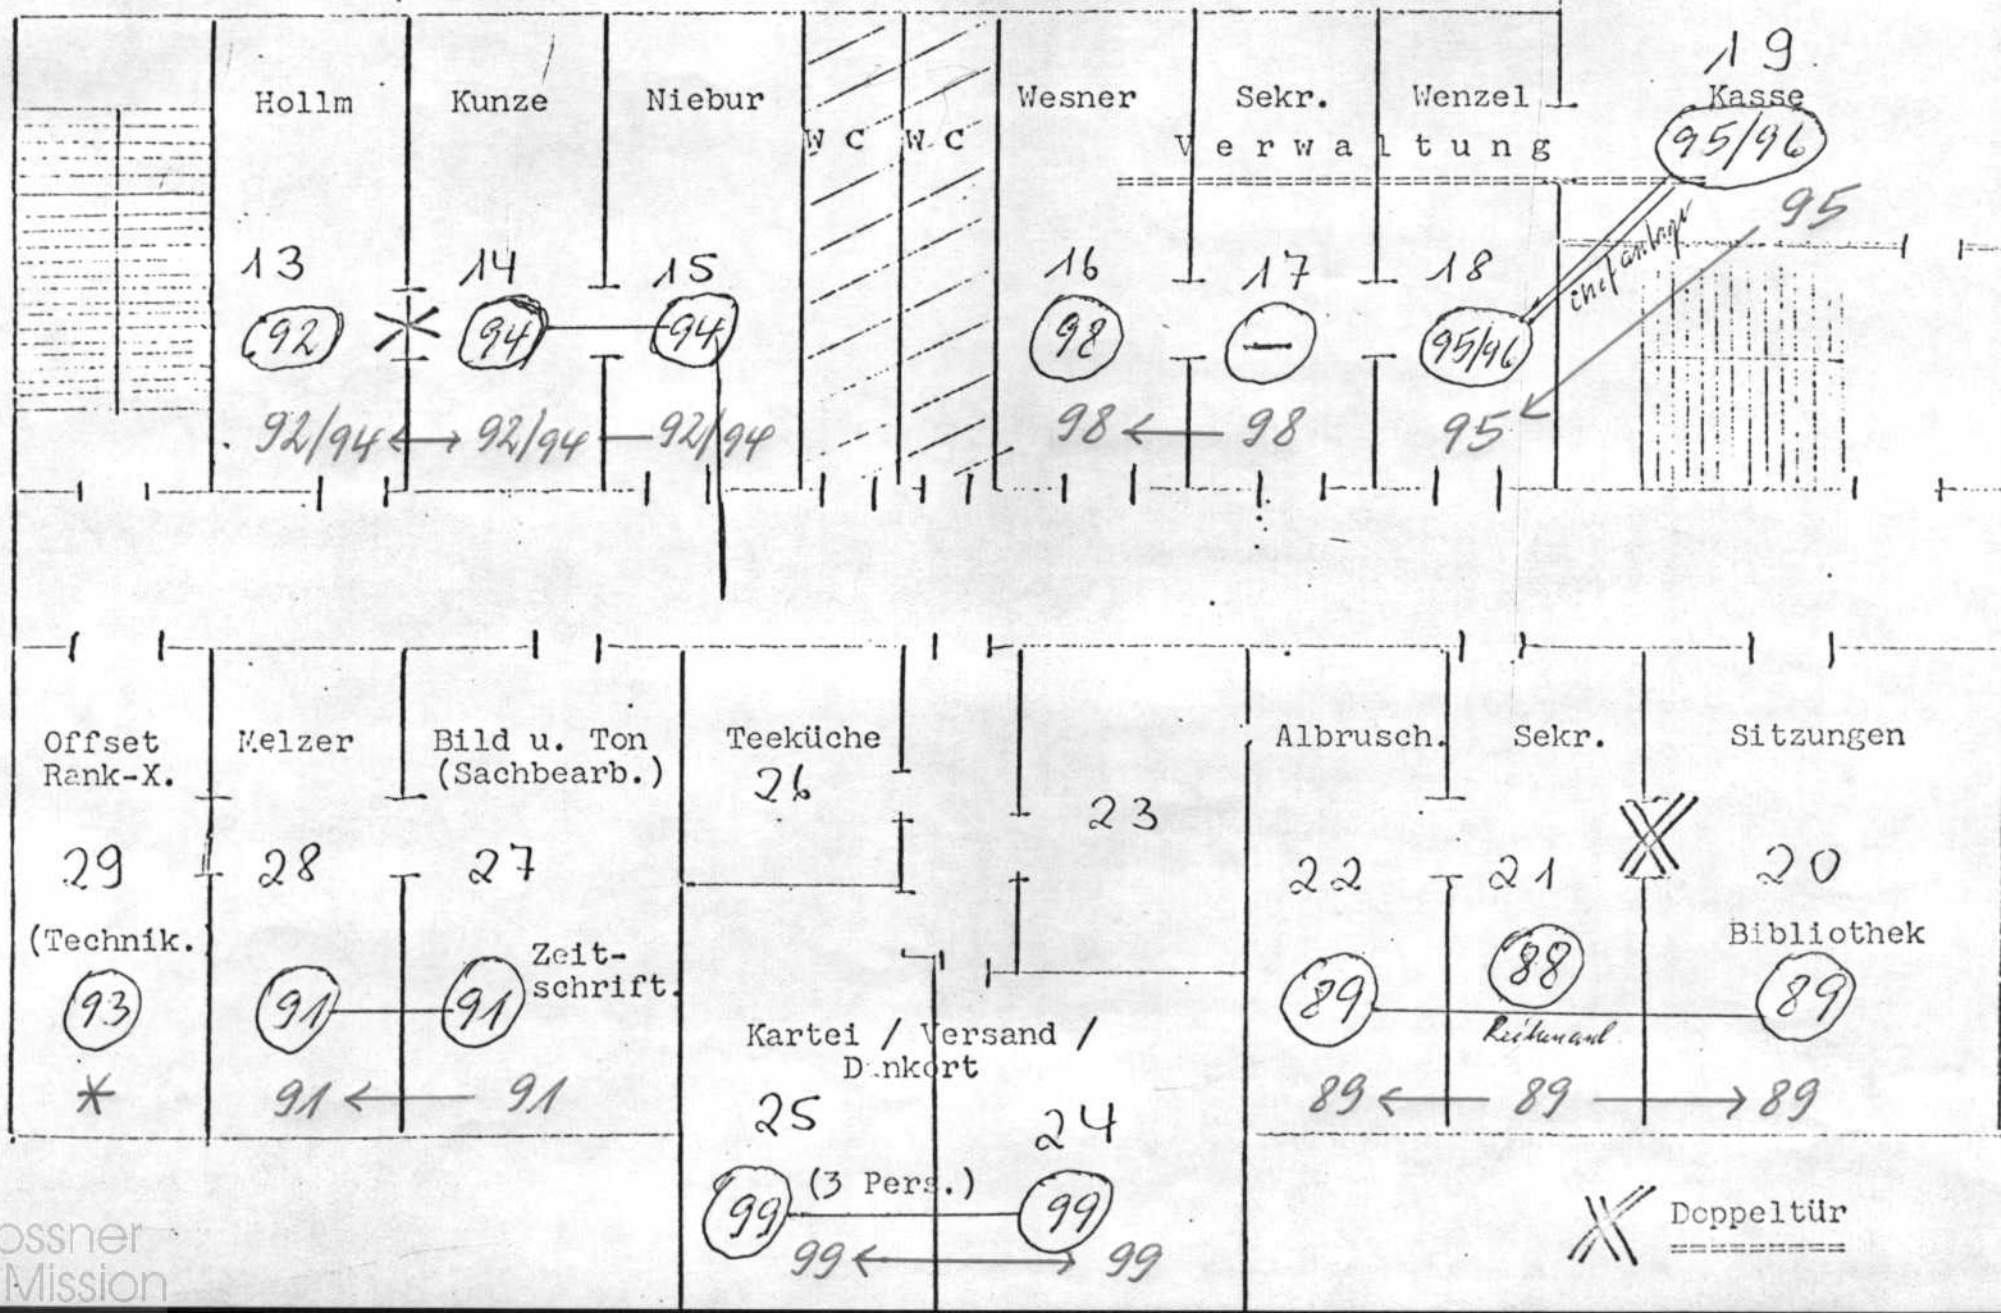 19
Hollm Kunze Niebur Wesner Sekr. Wenzel Kasse
W C W C Verwaltung 95/96
95
13 14 15 16 17 18
92 94 94 98 — 95/96
92/94 ↔ 92/94 — 92/94 98 ← 98 95
Offset Melzer Bild u. Ton Teeküche Albrusch. Sekr. Sitzungen
Rank-X. (Sachbearb.) 26
23
29 28 27 22 21 20
(Technik. Zeit- Bibliothek
schrift.
93 91 91 89 88 89
Kartei / Versand /
* 91 ← 91 89 ← 89 → 89
25 24
(3 Pers.)
99 99
99 ↔ 99
Doppeltür
ossner
Mission